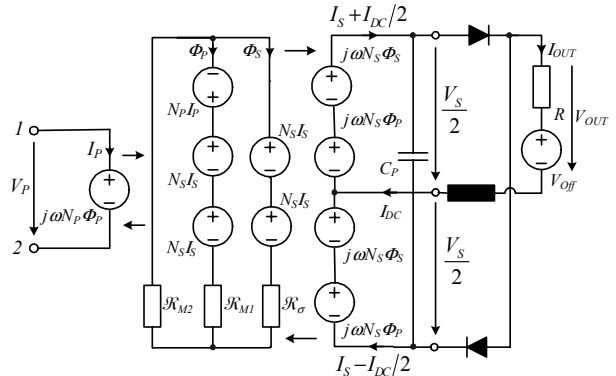 I_S + I_DC/2
Φ_P
Φ_S
jωN_SΦ_S
I_OUT
N_PI_P
V_S/2
R
V_OUT
1
I_P
jωN_SΦ_P
N_SI_S
N_SI_S
C_P
V_P
V_Off
jωN_PΦ_P
N_SI_S
I_DC
N_SI_S
2
jωN_SΦ_S
V_S/2
ℜ_M2
ℜ_M1
ℜ_σ
jωN_SΦ_P
I_S − I_DC/2